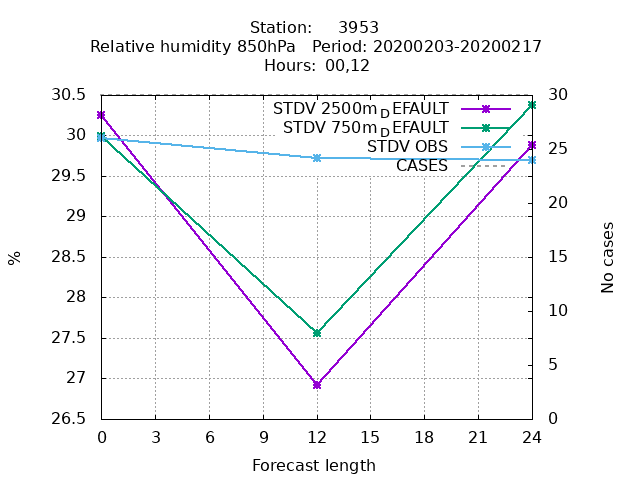 Station: 3953
Relative humidity 850hPa Period: 20200203-20200217
Hours: 00,12
STDV 2500m_DEFAULT
STDV 750m_DEFAULT
STDV OBS
CASES
30.5
30
29.5
29
28.5
28
27.5
27
26.5
%
30
25
20
15
10
5
0
No cases
0 3 6 9 12 15 18 21 24
Forecast length